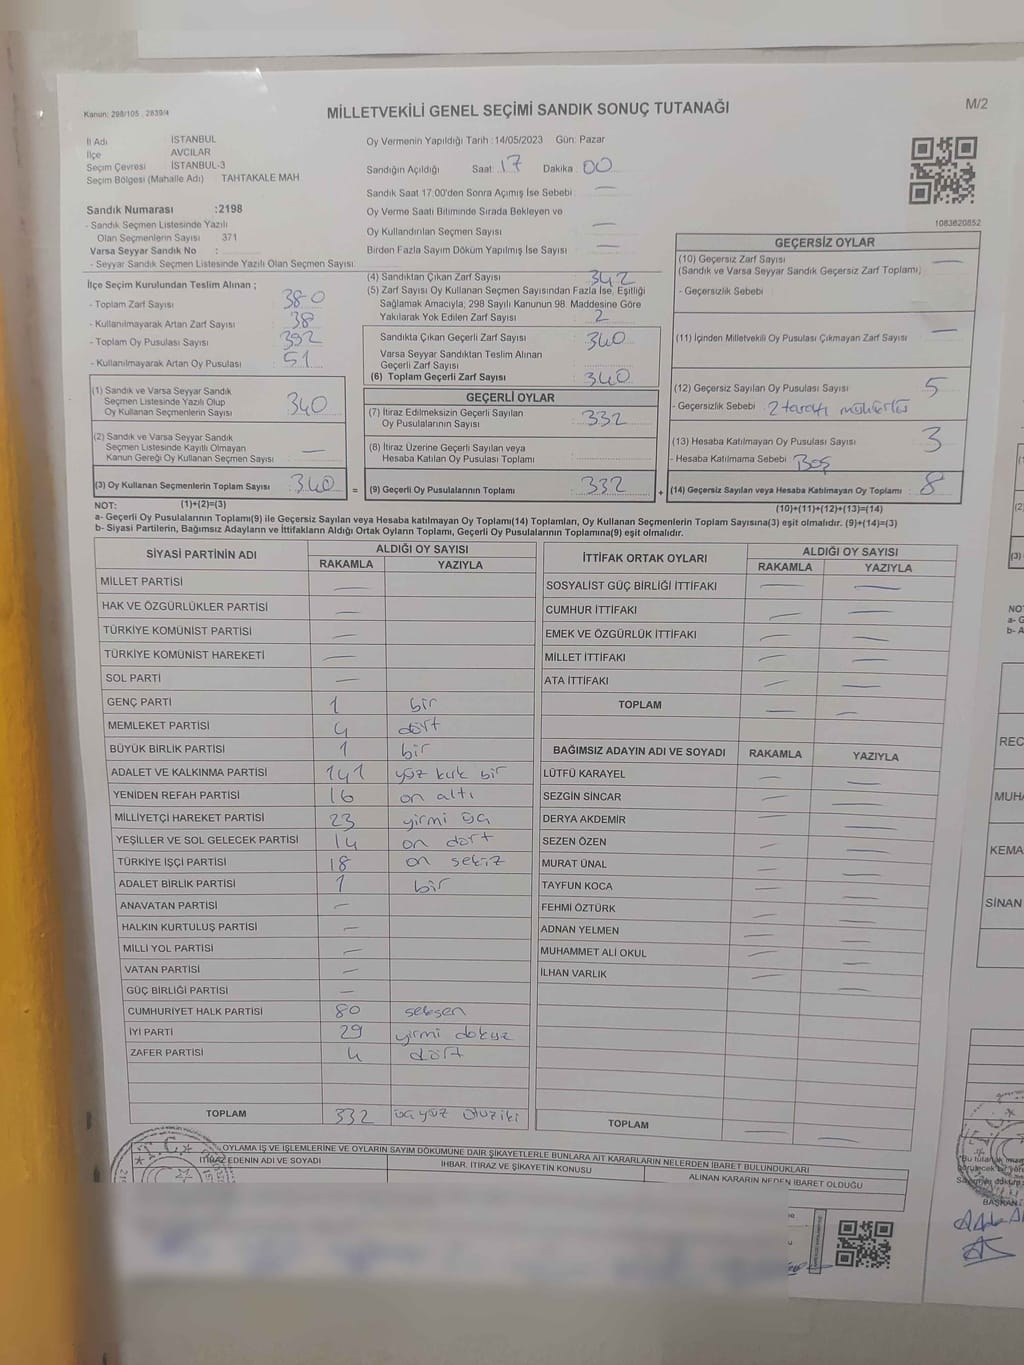 Kanun; 298/105 , 2839/4
MİLLETVEKİLİ GENEL SEÇİMİ SANDIK SONUÇ TUTANAĞI
M/2
İl Adı İSTANBUL
İlçe AVCILAR
Seçim Çevresi İSTANBUL-3
Seçim Bölgesi (Mahalle Adı) TAHTAKALE MAH
Sandık Numarası :2198
- Sandık Seçmen Listesinde Yazılı
Olan Seçmenlerin Sayısı 371
Varsa Seyyar Sandık No :
- Seyyar Sandık Seçmen Listesinde Yazılı Olan Seçmen Sayısı:
Oy Vermenin Yapıldığı Tarih :14/05/2023 Gün: Pazar
Sandığın Açıldığı Saat: 17 Dakika 00
Sandık Saat 17.00'den Sonra Açımış İse Sebebi —
Oy Verme Saati Bitiminde Sırada Bekleyen ve
Oy Kullandırılan Seçmen Sayısı —
Birden Fazla Sayım Döküm Yapılmış İse Sayısı —
1083820852
İlçe Seçim Kurulundan Teslim Alınan ;
- Toplam Zarf Sayısı : 380
- Kullanılmayarak Artan Zarf Sayısı : 38
- Toplam Oy Pusulası Sayısı : 392
- Kullanılmayarak Artan Oy Pusulası : 51
(4) Sandıktan Çıkan Zarf Sayısı 342
(5) Zarf Sayısı Oy Kullanan Seçmen Sayısından Fazla İse, Eşitliği
Sağlamak Amacıyla; 298 Sayılı Kanunun 98. Maddesine Göre
Yakılarak Yok Edilen Zarf Sayısı : 2
Sandıkta Çıkan Geçerli Zarf Sayısı : 340
Varsa Seyyar Sandıktan Teslim Alınan
Geçerli Zarf Sayısı :
(6) Toplam Geçerli Zarf Sayısı : 340
GEÇERSİZ OYLAR
(10) Geçersiz Zarf Sayısı —
(Sandık ve Varsa Seyyar Sandık Geçersiz Zarf Toplamı)
- Geçersizlik Sebebi :
(11) İçinden Milletvekili Oy Pusulası Çıkmayan Zarf Sayısı —
(12) Geçersiz Sayılan Oy Pusulası Sayısı : 5
- Geçersizlik Sebebi : 2 tarafı mühürlü
(13) Hesaba Katılmayan Oy Pusulası Sayısı 3
- Hesaba Katılmama Sebebi : Boş
(14) Geçersiz Sayılan veya Hesaba Katılmayan Oy Toplamı : 8
(10)+(11)+(12)+(13)=(14)
(1) Sandık ve Varsa Seyyar Sandık
Seçmen Listesinde Yazılı Olup
Oy Kullanan Seçmenlerin Sayısı : 340
(2) Sandık ve Varsa Seyyar Sandık
Seçmen Listesinde Kayıtlı Olmayan
Kanun Gereği Oy Kullanan Seçmen Sayısı : —
(3) Oy Kullanan Seçmenlerin Toplam Sayısı : 340
(1)+(2)=(3)
GEÇERLİ OYLAR
(7) İtiraz Edilmeksizin Geçerli Sayılan
Oy Pusulalarının Sayısı : 332
(8) İtiraz Üzerine Geçerli Sayılan veya
Hesaba Katılan Oy Pusulası Toplamı :
(9) Geçerli Oy Pusulalarının Toplamı : 332
NOT:
a- Geçerli Oy Pusulalarının Toplamı(9) ile Geçersiz Sayılan veya Hesaba katılmayan Oy Toplamı(14) Toplamları, Oy Kullanan Seçmenlerin Toplam Sayısına(3) eşit olmalıdır. (9)+(14)=(3)
b- Siyasi Partilerin, Bağımsız Adayların ve İttifakların Aldığı Ortak Oyların Toplamı, Geçerli Oy Pusulalarının Toplamına(9) eşit olmalıdır.
SİYASİ PARTİNİN ADI ALDIĞI OY SAYISI
RAKAMLA YAZIYLA
MİLLET PARTİSİ —
HAK VE ÖZGÜRLÜKLER PARTİSİ —
TÜRKİYE KOMÜNİST PARTİSİ —
TÜRKİYE KOMÜNİST HAREKETİ —
SOL PARTİ —
GENÇ PARTİ 1 bir
MEMLEKET PARTİSİ 4 dört
BÜYÜK BİRLİK PARTİSİ 1 bir
ADALET VE KALKINMA PARTİSİ 141 yüz kırk bir
YENİDEN REFAH PARTİSİ 16 on altı
MİLLİYETÇİ HAREKET PARTİSİ 23 yirmi üç
YEŞİLLER VE SOL GELECEK PARTİSİ 14 on dört
TÜRKİYE İŞÇİ PARTİSİ 18 on sekiz
ADALET BİRLİK PARTİSİ 1 bir
ANAVATAN PARTİSİ —
HALKIN KURTULUŞ PARTİSİ —
MİLLİ YOL PARTİSİ —
VATAN PARTİSİ —
GÜÇ BİRLİĞİ PARTİSİ —
CUMHURİYET HALK PARTİSİ 80 seksen
İYİ PARTİ 29 yirmi dokuz
ZAFER PARTİSİ 4 dört
TOPLAM 332 üçyüz otuziki
İTTİFAK ORTAK OYLARI ALDIĞI OY SAYISI
RAKAMLA YAZIYLA
SOSYALİST GÜÇ BİRLİĞİ İTTİFAKI — —
CUMHUR İTTİFAKI — —
EMEK VE ÖZGÜRLÜK İTTİFAKI — —
MİLLET İTTİFAKI — —
ATA İTTİFAKI — —
TOPLAM — —
BAĞIMSIZ ADAYIN ADI VE SOYADI RAKAMLA YAZIYLA
LÜTFÜ KARAYEL — —
SEZGİN SİNCAR — —
DERYA AKDEMİR — —
SEZEN ÖZEN — —
MURAT ÜNAL — —
TAYFUN KOCA — —
FEHMİ ÖZTÜRK — —
ADNAN YELMEN — —
MUHAMMET ALİ OKUL — —
İLHAN VARLIK — —
TOPLAM — —
OYLAMA İŞ VE İŞLEMLERİNE VE OYLARIN SAYIM DÖKÜMÜNE DAİR ŞİKAYETLERLE BUNLARA AİT KARARLARIN NELERDEN İBARET BULUNDUKLARI
İTİRAZ EDENİN ADI VE SOYADI İHBAR, İTİRAZ VE ŞİKAYETİN KONUSU ALINAN KARARIN NEDEN İBARET OLDUĞU
T.C.
NOT
a- G
b- A
REC
MUHA
KEMA
SİNAN
BAŞKAN